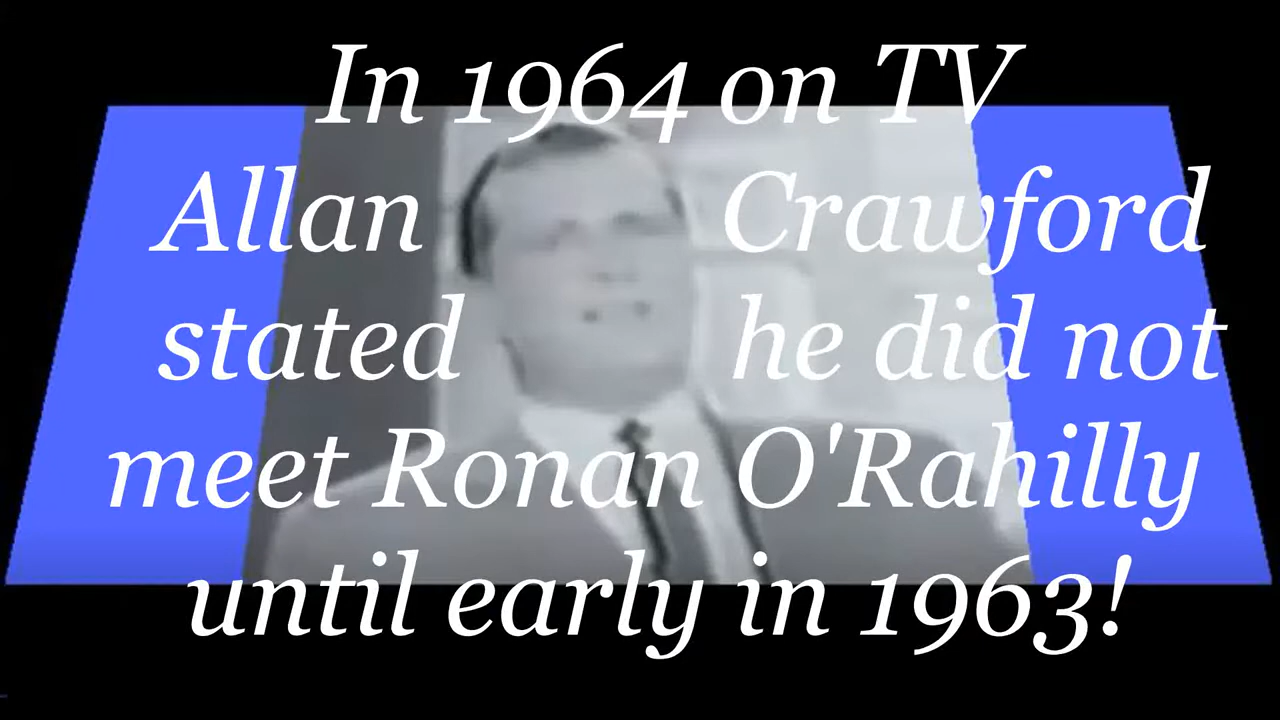 In 1964 on TV
Allan Crawford
stated he did not
meet Ronan O'Rahilly
until early in 1963!